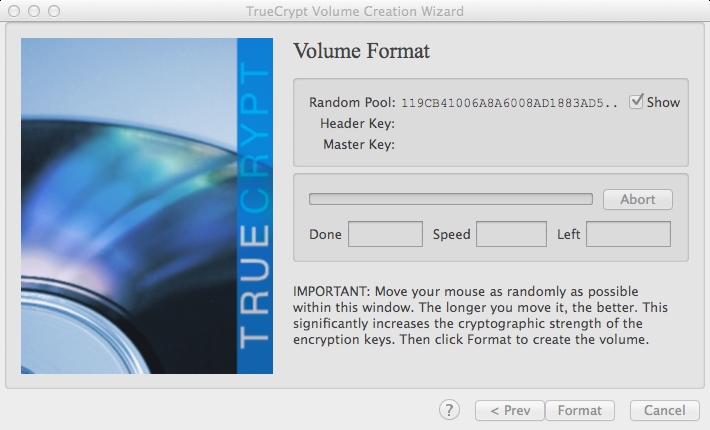 TrueCrypt Volume Creation Wizard
TRUECRYPT
Volume Format
Random Pool: 119CB41006A8A6008AD1883AD5.. Show
Header Key:
Master Key:
Abort
Done Speed Left
IMPORTANT: Move your mouse as randomly as possible
within this window. The longer you move it, the better. This
significantly increases the cryptographic strength of the
encryption keys. Then click Format to create the volume.
? < Prev Format Cancel